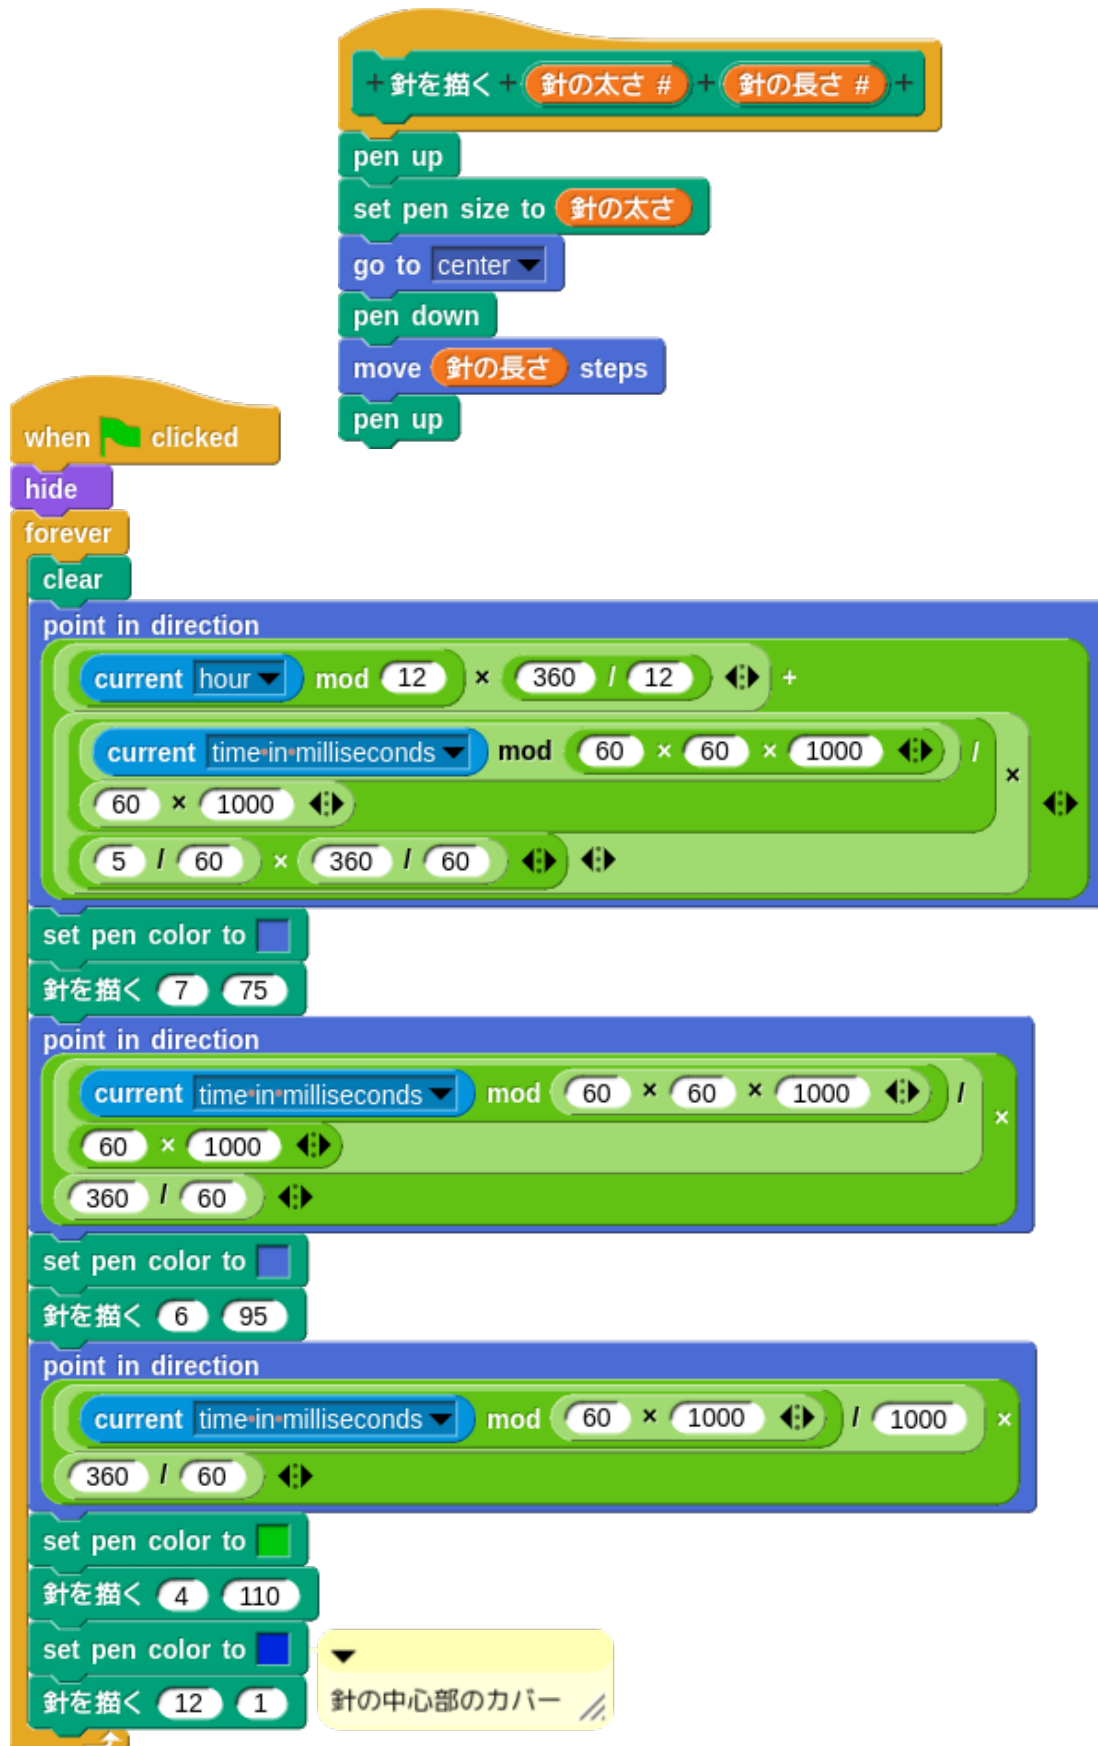 + 針を描く + 針の太さ # + 針の長さ # +
pen up
set pen size to 針の太さ
go to center
pen down
move 針の長さ steps
pen up
when clicked
hide
forever
clear
point in direction
current hour mod 12 × 360 / 12 +
current time in milliseconds mod 60 × 60 × 1000 /
60 × 1000
×
5 / 60 × 360 / 60
set pen color to
針を描く 7 75
point in direction
current time in milliseconds mod 60 × 60 × 1000 /
×
60 × 1000
360 / 60
set pen color to
針を描く 6 95
point in direction
current time in milliseconds mod 60 × 1000 / 1000 ×
360 / 60
set pen color to
針を描く 4 110
set pen color to
針を描く 12 1
針の中心部のカバー